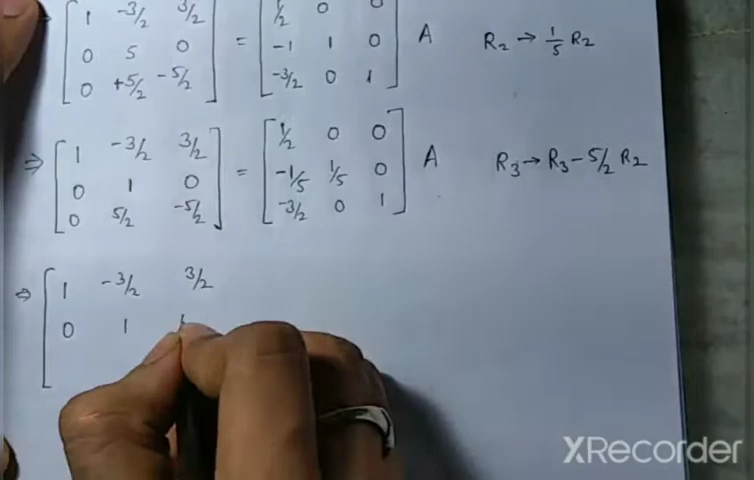 1 -3/2 3/2 1/2 0 0
0 5 0 = -1 1 0 A R₂ → 1/5 R₂
0 +5/2 -5/2 -3/2 0 1
⇒ 1 -3/2 3/2 1/2 0 0
0 1 0 = -1/5 1/5 0 A R₃ → R₃ - 5/2 R₂
0 5/2 -5/2 -3/2 0 1
⇒ 1 -3/2 3/2
0 1
XRecorder